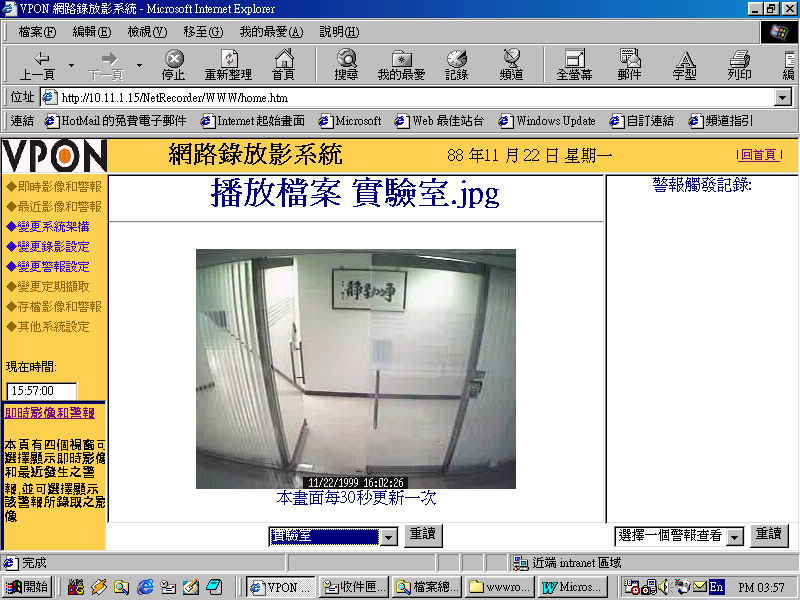 VPON 網路錄放影系統 - Microsoft Internet Explorer
檔案(F) 編輯(E) 檢視(V) 移至(G) 我的最愛(A) 說明(H)
上一頁 下一頁 停止 重新整理 首頁 搜尋 我的最愛 記錄 頻道 全螢幕 郵件 字型 列印 編
位址 http://10.11.1.15/NetRecorder/WWW/home.htm
連結 HotMail 的免費電子郵件 Internet 起始畫面 Microsoft Web 最佳站台 Windows Update 自訂連結 頻道指引
VPON 網路錄放影系統 88 年11 月 22 日 星期一 [回首頁]
◆即時影像和警報
◆最近影像和警報
◆變更系統架構
◆變更錄影設定
◆變更警報設定
◆變更定期擷取
◆存檔影像和警報
◆其他系統設定
現在時間:
15:57:00
即時影像和警報
本頁有四個視窗可
選擇顯示即時影像
和最近發生之警
報,並可選擇顯示
該警報所錄取之影
像
播放檔案 實驗室.jpg
11/22/1999 16:02:26
本畫面每30秒更新一次
實驗室 重讀
警報觸發記錄:
選擇一個警報查看 重讀
完成 近端 intranet 區域
開始 VPON ... 收件匣... 檔案總... wwwro... Micros... En PM 03:57